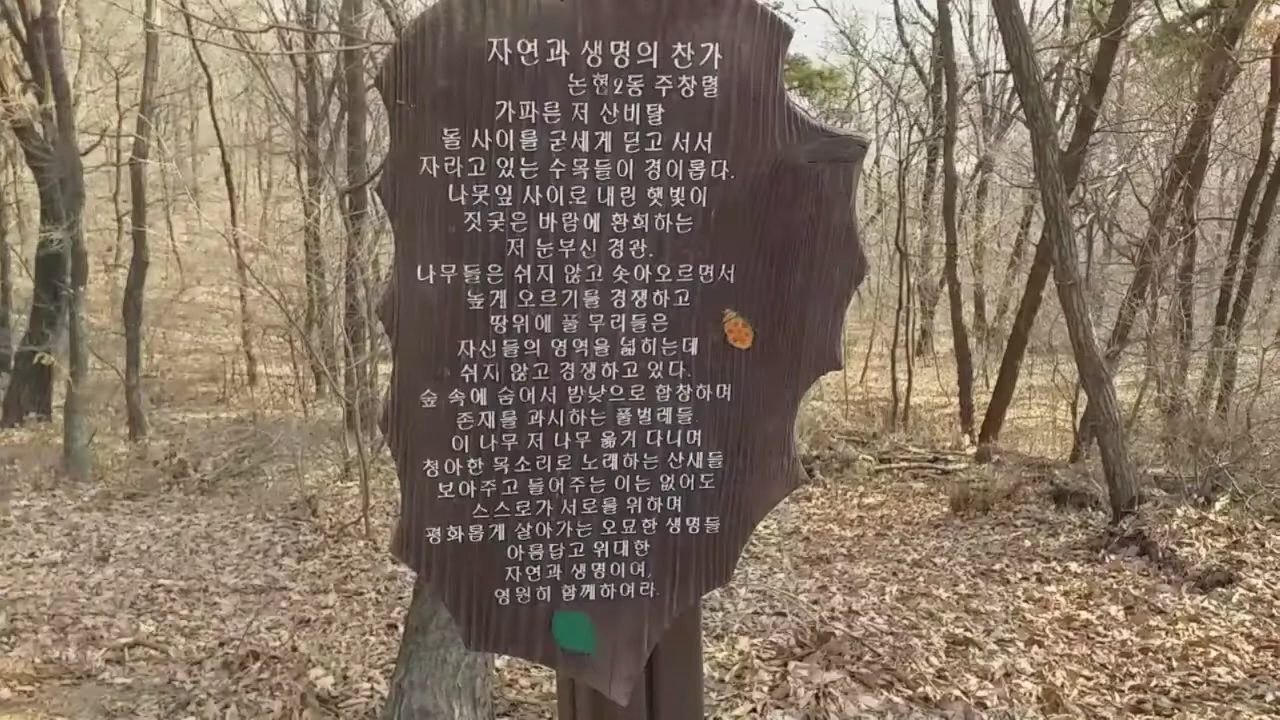 자연과 생명의 찬가
논현2동 주창렬
가파른 저 산비탈
돌 사이를 굳세게 딛고 서서
자라고 있는 수목들이 경이롭다.
나뭇잎 사이로 내린 햇빛이
짓궂은 바람에 환희하는
저 눈부신 경관.
나무들은 쉬지 않고 솟아오르면서
높게 오르기를 경쟁하고
땅위에 풀 무리들은
자신들의 영역을 넓히는데
쉬지 않고 경쟁하고 있다.
숲 속에 숨어서 밤낮으로 합창하며
존재를 과시하는 풀벌레들.
이 나무 저 나무 옮겨 다니며
청아한 목소리로 노래하는 산새들
보아주고 들어주는 이는 없어도
스스로가 서로를 위하며
평화롭게 살아가는 오묘한 생명들
아름답고 위대한
자연과 생명이여,
영원히 함께하여라.